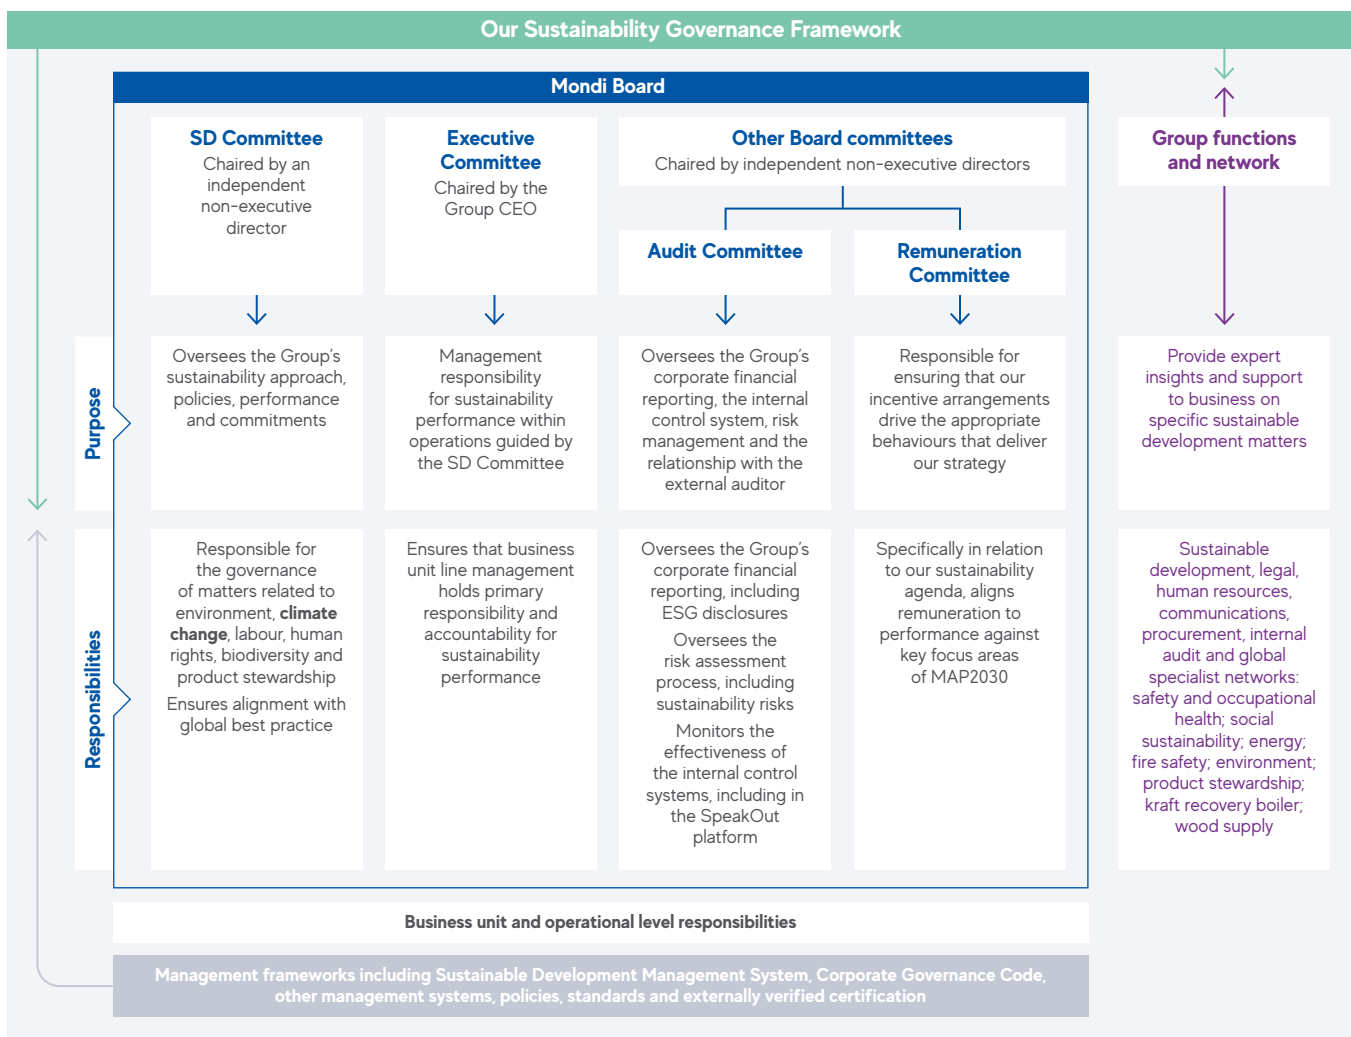 Our Sustainability Governance Framework
Mondi Board
SD Committee
Chaired by an
independent
non-executive
director
Executive
Committee
Chaired by the
Group CEO
Other Board committees
Chaired by independent non-executive directors
Audit Committee
Remuneration
Committee
Group functions
and network
Purpose
Oversees the Group's
sustainability approach,
policies, performance
and commitments
Management
responsibility
for sustainability
performance within
operations guided by
the SD Committee
Oversees the Group's
corporate financial
reporting, the internal
control system, risk
management and the
relationship with the
external auditor
Responsible for
ensuring that our
incentive arrangements
drive the appropriate
behaviours that deliver
our strategy
Provide expert
insights and support
to business on
specific sustainable
development matters
Responsibilities
Responsible for
the governance
of matters related to
environment, climate
change, labour, human
rights, biodiversity and
product stewardship
Ensures alignment with
global best practice
Ensures that business
unit line management
holds primary
responsibility and
accountability for
sustainability
performance
Oversees the Group's
corporate financial
reporting, including
ESG disclosures
Oversees the
risk assessment
process, including
sustainability risks
Monitors the
effectiveness of
the internal control
systems, including in
the SpeakOut
platform
Specifically in relation
to our sustainability
agenda, aligns
remuneration to
performance against
key focus areas
of MAP2030
Sustainable
development, legal,
human resources,
communications,
procurement, internal
audit and global
specialist networks:
safety and occupational
health; social
sustainability; energy;
fire safety; environment;
product stewardship;
kraft recovery boiler;
wood supply
Business unit and operational level responsibilities
Management frameworks including Sustainable Development Management System, Corporate Governance Code,
other management systems, policies, standards and externally verified certification